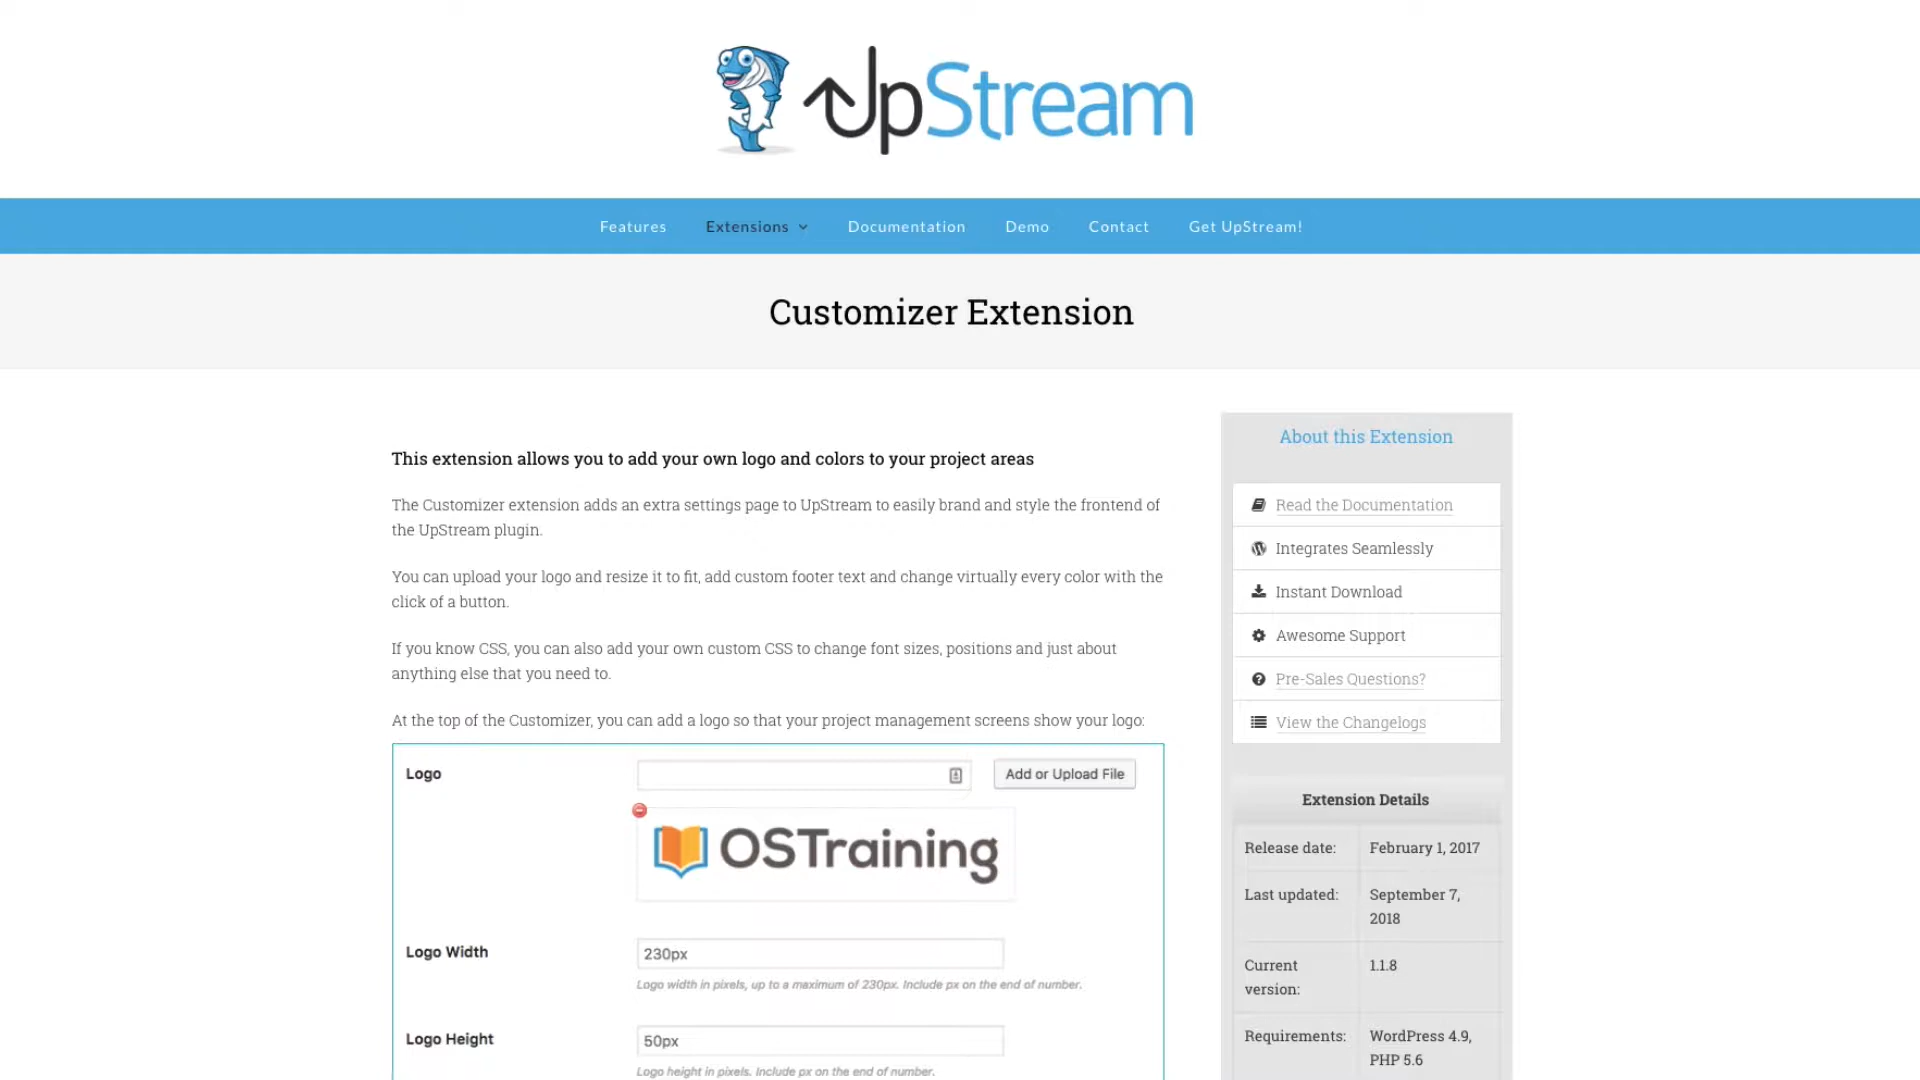 UpStream
Features
Extensions
Documentation
Demo
Contact
Get UpStream!
Customizer Extension
This extension allows you to add your own logo and colors to your project areas
The Customizer extension adds an extra settings page to UpStream to easily brand and style the frontend of
the UpStream plugin.
You can upload your logo and resize it to fit, add custom footer text and change virtually every color with the
click of a button.
If you know CSS, you can also add your own custom CSS to change font sizes, positions and just about
anything else that you need to.
At the top of the Customizer, you can add a logo so that your project management screens show your logo:
Logo
Add or Upload File
OSTraining
Logo Width
230px
Logo width in pixels, up to a maximum of 230px. Include px on the end of number.
Logo Height
50px
Logo height in pixels. Include px on the end of number.
About this Extension
Read the Documentation
Integrates Seamlessly
Instant Download
Awesome Support
Pre-Sales Questions?
View the Changelogs
Extension Details
Release date: February 1, 2017
Last updated: September 7,
2018
Current 1.1.8
version:
Requirements: WordPress 4.9,
PHP 5.6